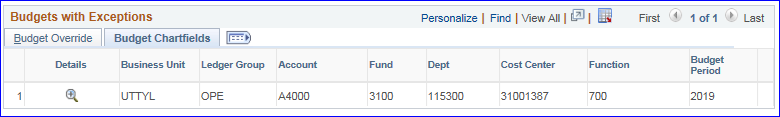 Budgets with Exceptions Personalize | Find | View All | | First 1 of 1 Last
Budget Override Budget Chartfields
Details Business Unit Ledger Group Account Fund Dept Cost Center Function Budget Period
1 UTTYL OPE A4000 3100 115300 31001387 700 2019